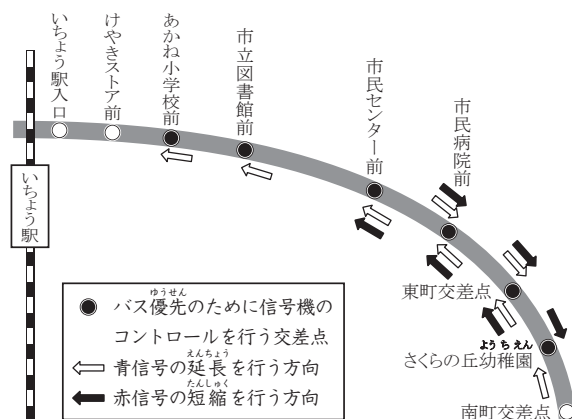 いちょう駅入口
けやきストア前
あかね小学校前
市立図書館前
市民センター前
市民病院前
いちょう駅
東町交差点
ようちえん
さくらの丘幼稚園
南町交差点
ゆうせん
バス優先のために信号機の
コントロールを行う交差点
えんちょう
青信号の延長を行う方向
たんしゅく
赤信号の短縮を行う方向